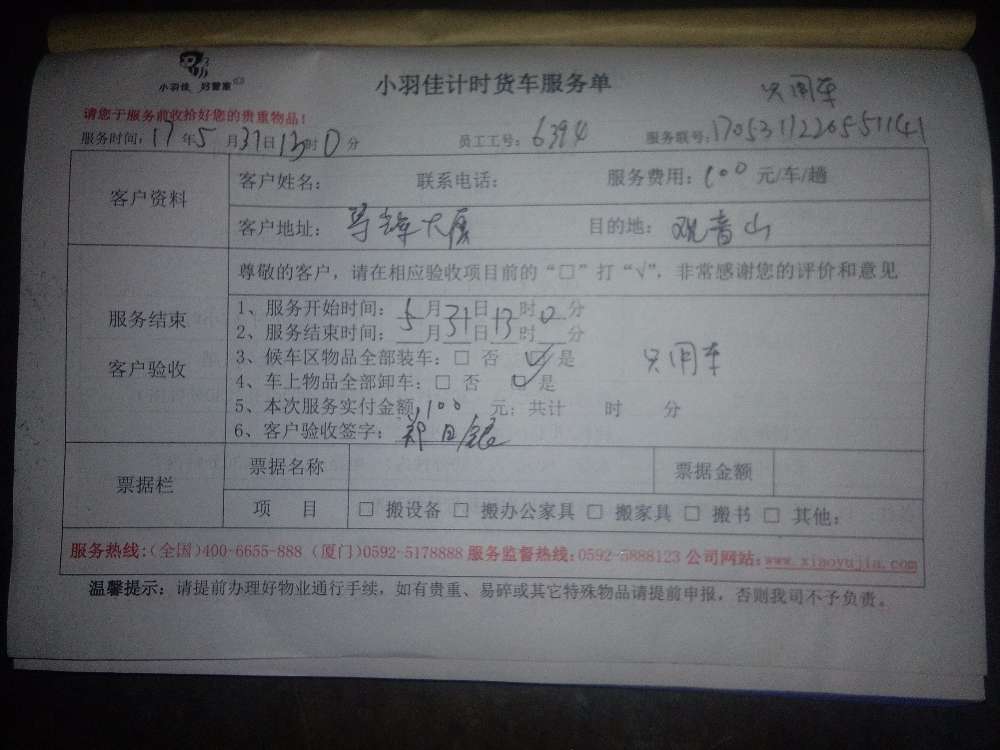 小羽佳 好管家
小羽佳计时货车服务单
只用车
请您于服务前收拾好您的贵重物品！
服务时间：17年5月31日13时0分 员工工号：6394 服务联号：
客户资料
客户姓名： 联系电话： 服务费用：100元/车/趟
客户地址： 大厦 目的地：观音山
服务结束
客户验收
尊敬的客户，请在相应验收项目前的“□”打“√”，非常感谢您的评价和意见
1、服务开始时间：5月31日13时0分
2、服务结束时间：月日时分
3、候车区物品全部装车：□ 否 ☑ 是
只用车
4、车上物品全部卸车：□ 否 ☑ 是
5、本次服务实付金额：100 元；共计 时 分
6、客户验收签字：郑日银
票据栏
票据名称 票据金额
项 目 □ 搬设备 □ 搬办公家具 □ 搬家具 □ 搬书 □ 其他：
服务热线：（全国）400-6655-888（厦门）0592-5178888 服务监督热线：0592-5888123 公司网站：www.xiaoyujia.com
温馨提示：请提前办理好物业通行手续，如有贵重、易碎或其它特殊物品请提前申报，否则我司不予负责。